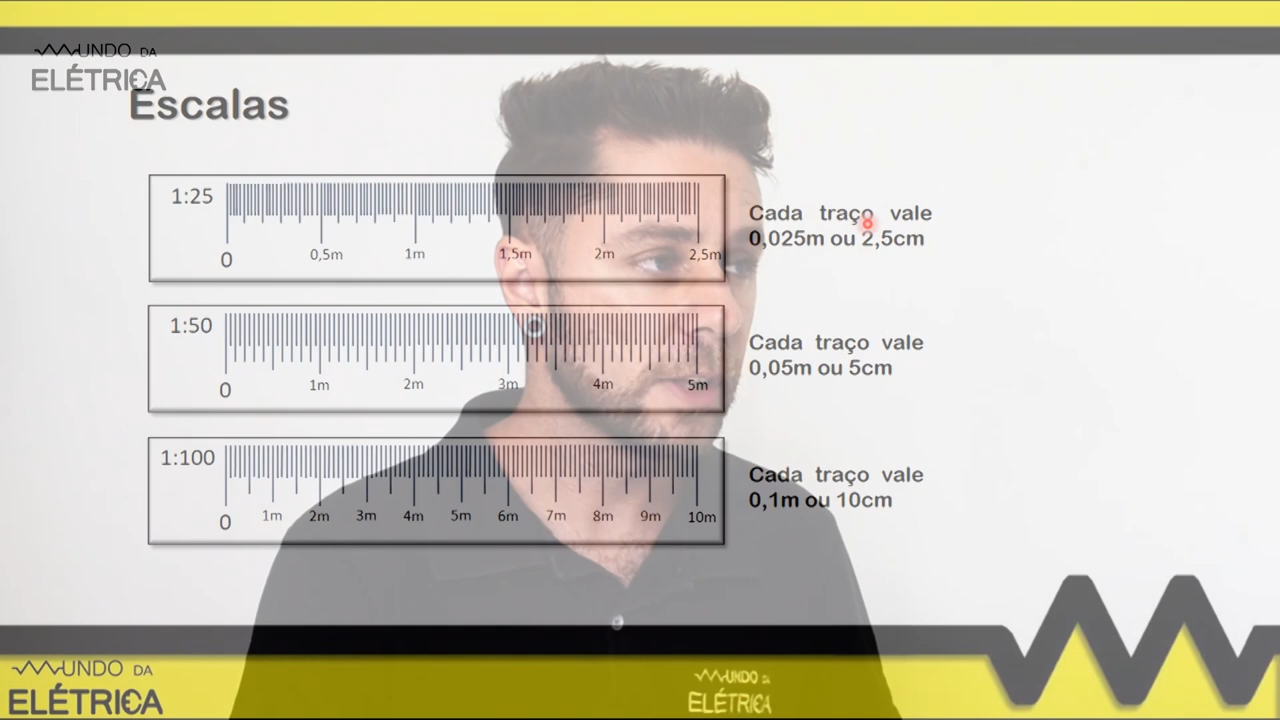 MUNDO DA
ELÉTRICA
Escalas
1:25
0 0,5m 1m 1,5m 2m 2,5m
Cada traço vale
0,025m ou 2,5cm
1:50
0 1m 2m 3m 4m 5m
Cada traço vale
0,05m ou 5cm
1:100
0 1m 2m 3m 4m 5m 6m 7m 8m 9m 10m
Cada traço vale
0,1m ou 10cm
MUNDO DA
ELÉTRICA
MUNDO DA
ELÉTRICA